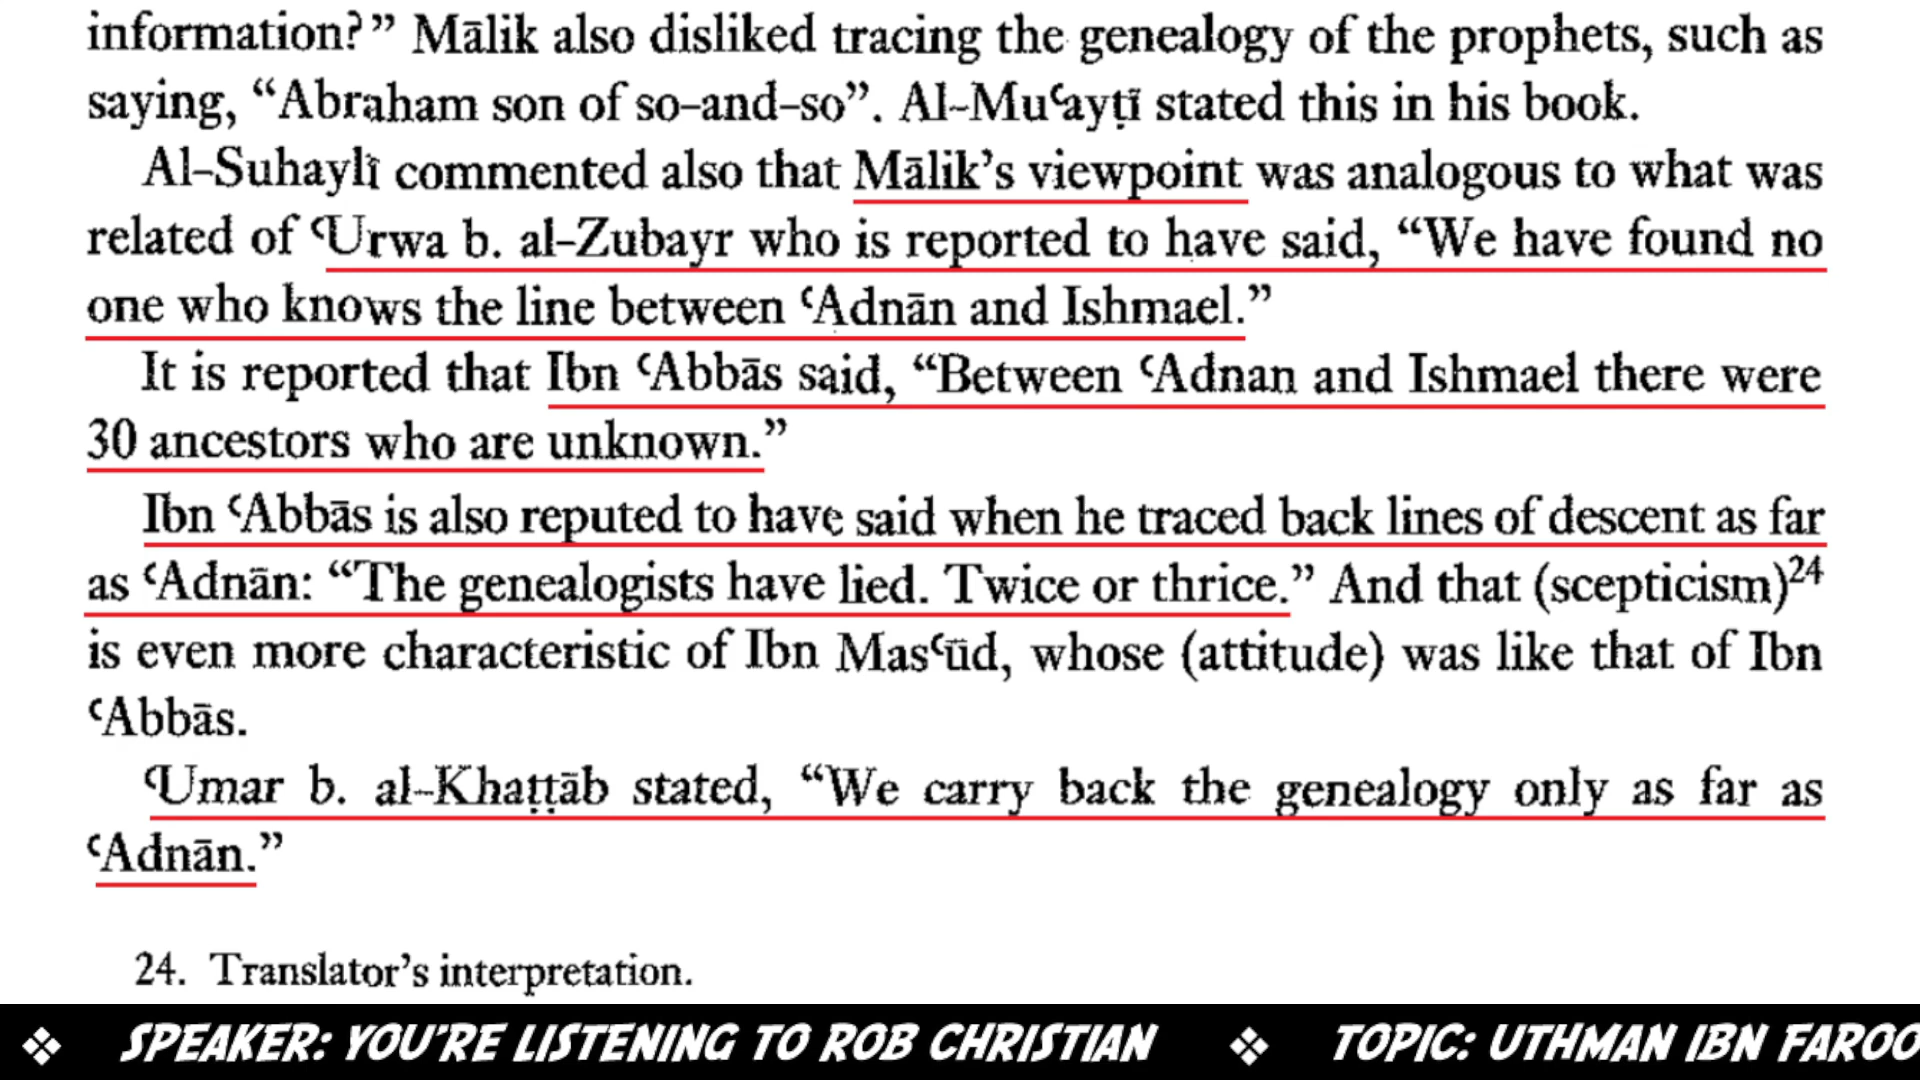 information?” Mālik also disliked tracing the genealogy of the prophets, such as
saying, “Abraham son of so–and–so”. Al–Muʿayṭī stated this in his book.
Al–Suhaylī commented also that Mālik’s viewpoint was analogous to what was
related of ʿUrwa b. al–Zubayr who is reported to have said, “We have found no
one who knows the line between ʿAdnān and Ishmael.”
It is reported that Ibn ʿAbbās said, “Between ʿAdnan and Ishmael there were
30 ancestors who are unknown.”
Ibn ʿAbbās is also reputed to have said when he traced back lines of descent as far
as ʿAdnān: “The genealogists have lied. Twice or thrice.” And that (scepticism)24
is even more characteristic of Ibn Masʿūd, whose (attitude) was like that of Ibn
ʿAbbās.
ʿUmar b. al–Khaṭṭāb stated, “We carry back the genealogy only as far as
ʿAdnān.”
24. Translator’s interpretation.
❖ SPEAKER: YOU'RE LISTENING TO ROB CHRISTIAN ❖ TOPIC: UTHMAN IBN FAROO